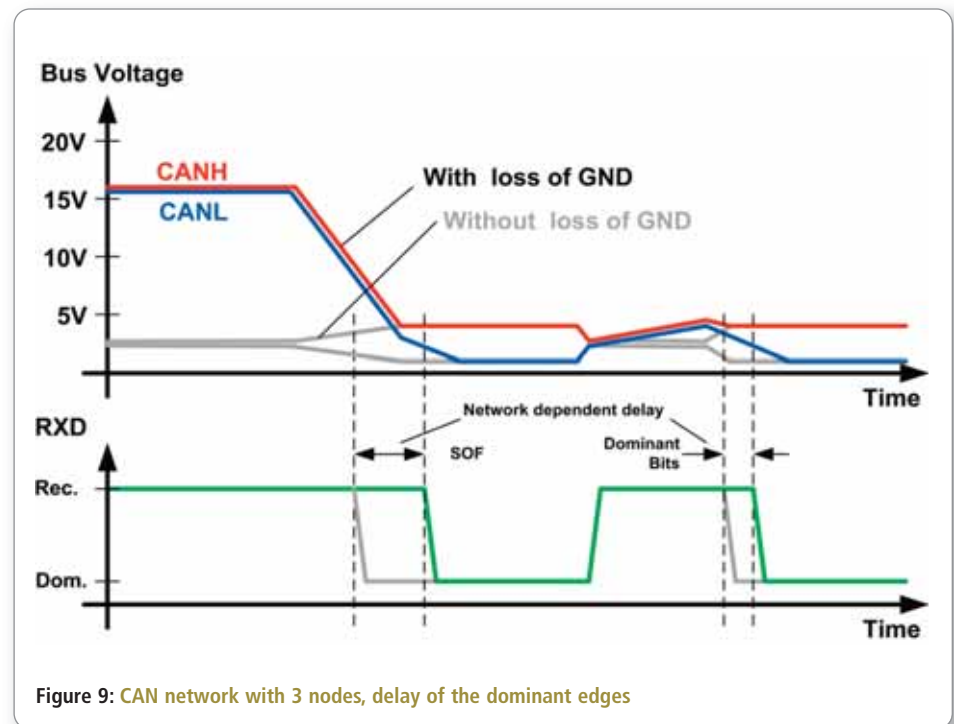 Bus Voltage
20V
CANH
With loss of GND
15V
CANL
Without loss of GND
10V
5V
Time
RXD
Network dependent delay
SOF
Dominant
Bits
Rec.
Dom.
Time
Figure 9: CAN network with 3 nodes, delay of the dominant edges